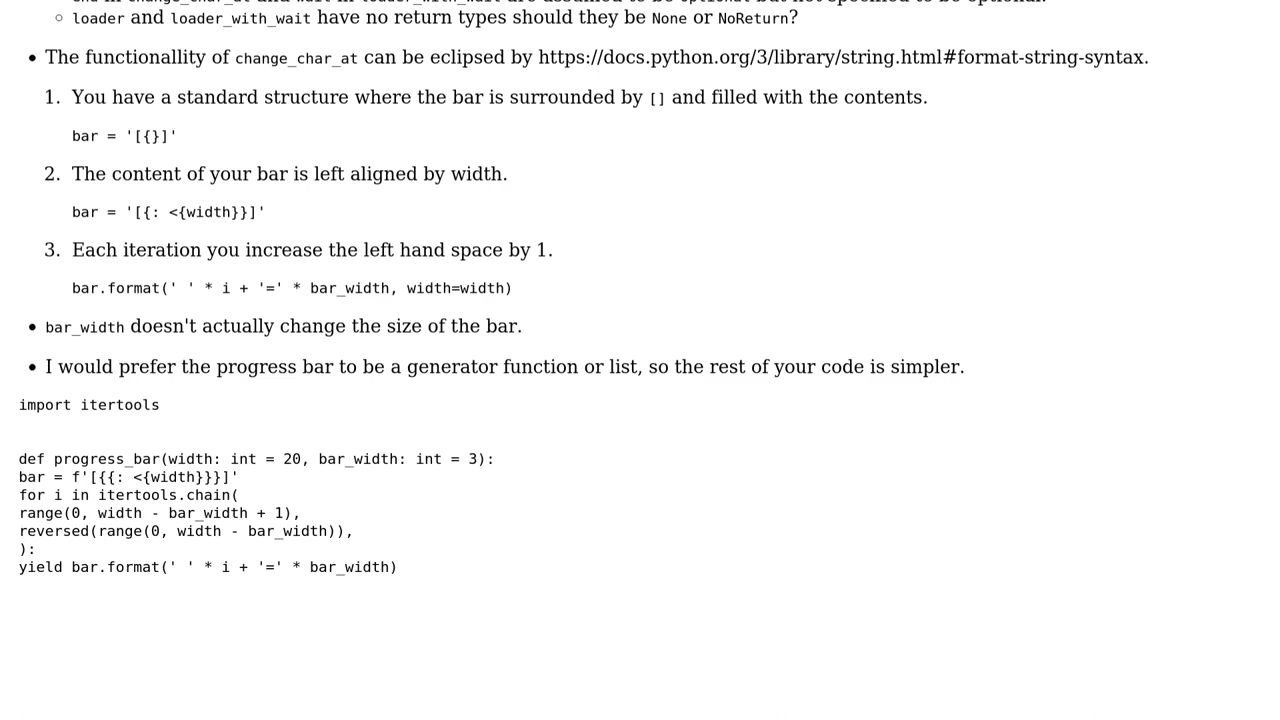 loader and loader_with_wait have no return types should they be None or NoReturn?
• The functionallity of change_char_at can be eclipsed by https://docs.python.org/3/library/string.html#format-string-syntax.
1. You have a standard structure where the bar is surrounded by [] and filled with the contents.
bar = '[{}]'
2. The content of your bar is left aligned by width.
bar = '[{: <{width}}]'
3. Each iteration you increase the left hand space by 1.
bar.format(' ' * i + '=' * bar_width, width=width)
• bar_width doesn't actually change the size of the bar.
• I would prefer the progress bar to be a generator function or list, so the rest of your code is simpler.
import itertools
def progress_bar(width: int = 20, bar_width: int = 3):
bar = f'[{{: <{width}}}]'
for i in itertools.chain(
range(0, width - bar_width + 1),
reversed(range(0, width - bar_width)),
):
yield bar.format(' ' * i + '=' * bar_width)